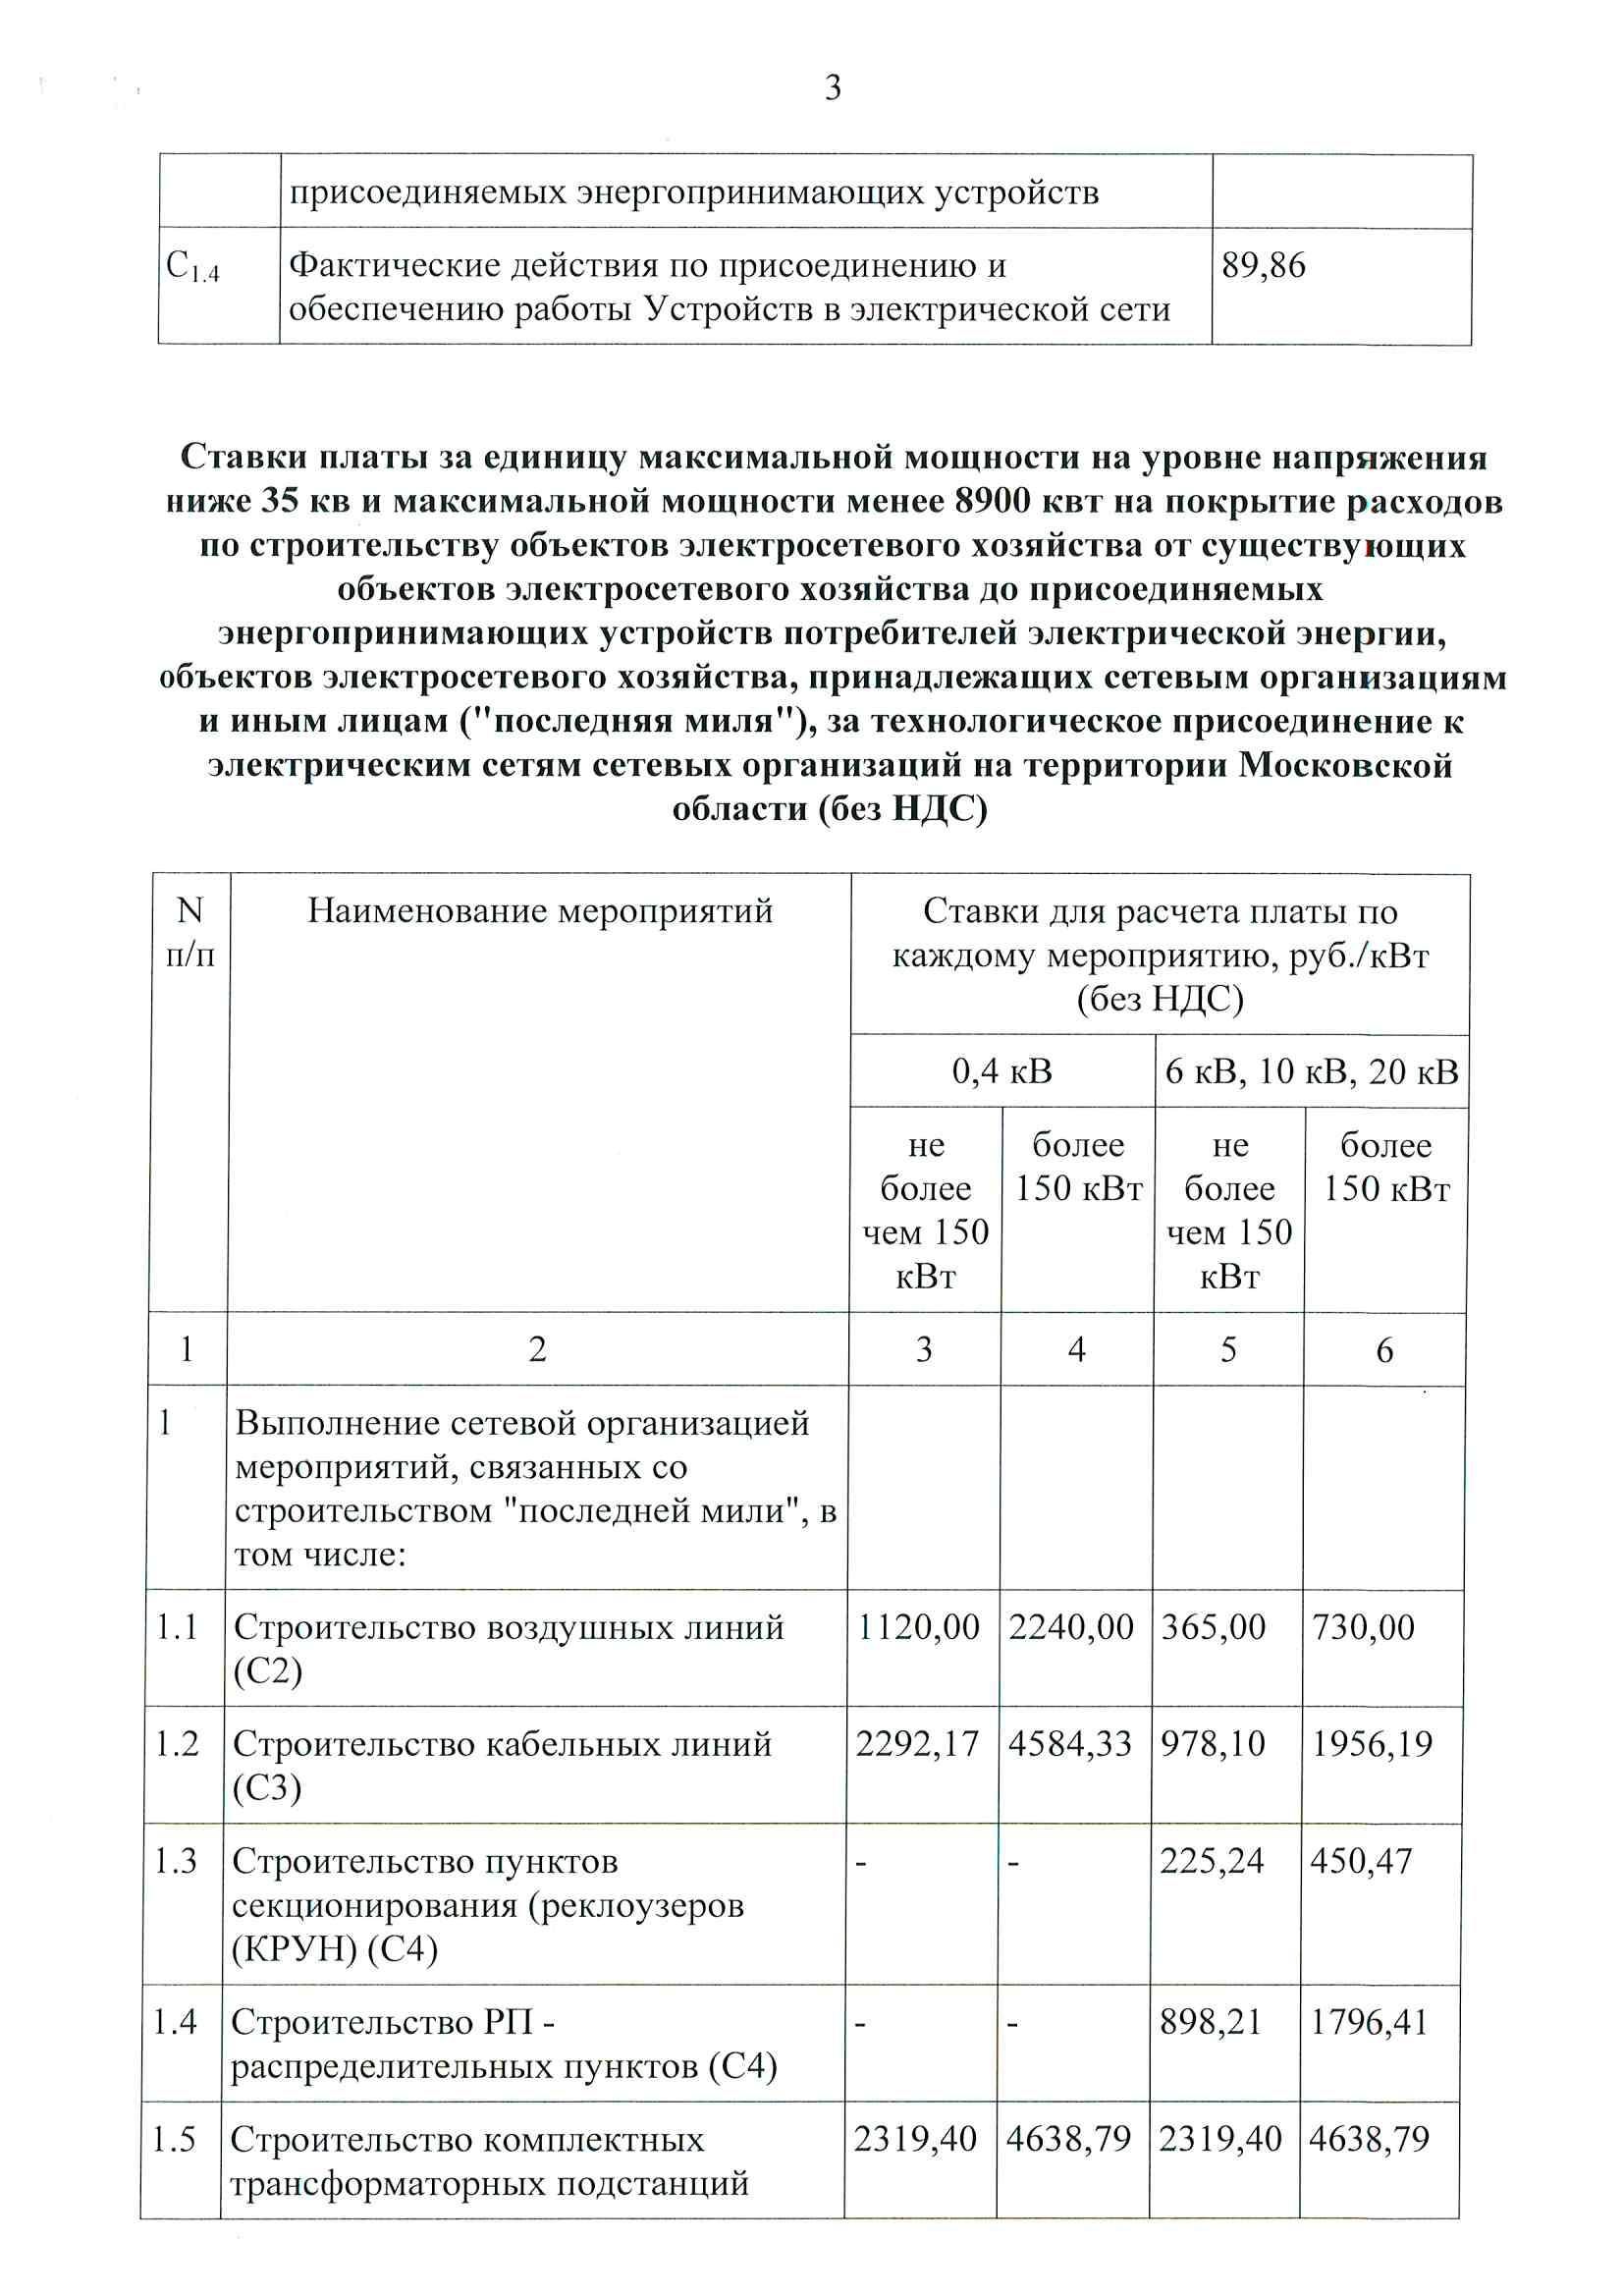 3
присоединяемых энергопринимающих устройств
С1.4 Фактические действия по присоединению и 89,86
обеспечению работы Устройств в электрической сети
Ставки платы за единицу максимальной мощности на уровне напряжения
ниже 35 кв и максимальной мощности менее 8900 квт на покрытие расходов
по строительству объектов электросетевого хозяйства от существующих
объектов электросетевого хозяйства до присоединяемых
энергопринимающих устройств потребителей электрической энергии,
объектов электросетевого хозяйства, принадлежащих сетевым организациям
и иным лицам ("последняя миля"), за технологическое присоединение к
электрическим сетям сетевых организаций на территории Московской
области (без НДС)
N
п/п
Наименование мероприятий
Ставки для расчета платы по
каждому мероприятию, руб./кВт
(без НДС)
0,4 кВ
6 кВ, 10 кВ, 20 кВ
не
более
чем 150
кВт
более
150 кВт
не
более
чем 150
кВт
более
150 кВт
1 2 3 4 5 6
1 Выполнение сетевой организацией
мероприятий, связанных со
строительством "последней мили", в
том числе:
1.1 Строительство воздушных линий 1120,00 2240,00 365,00 730,00
(С2)
1.2 Строительство кабельных линий 2292,17 4584,33 978,10 1956,19
(С3)
1.3 Строительство пунктов - - 225,24 450,47
секционирования (реклоузеров
(КРУН) (С4)
1.4 Строительство РП - - - 898,21 1796,41
распределительных пунктов (С4)
1.5 Строительство комплектных 2319,40 4638,79 2319,40 4638,79
трансформаторных подстанций